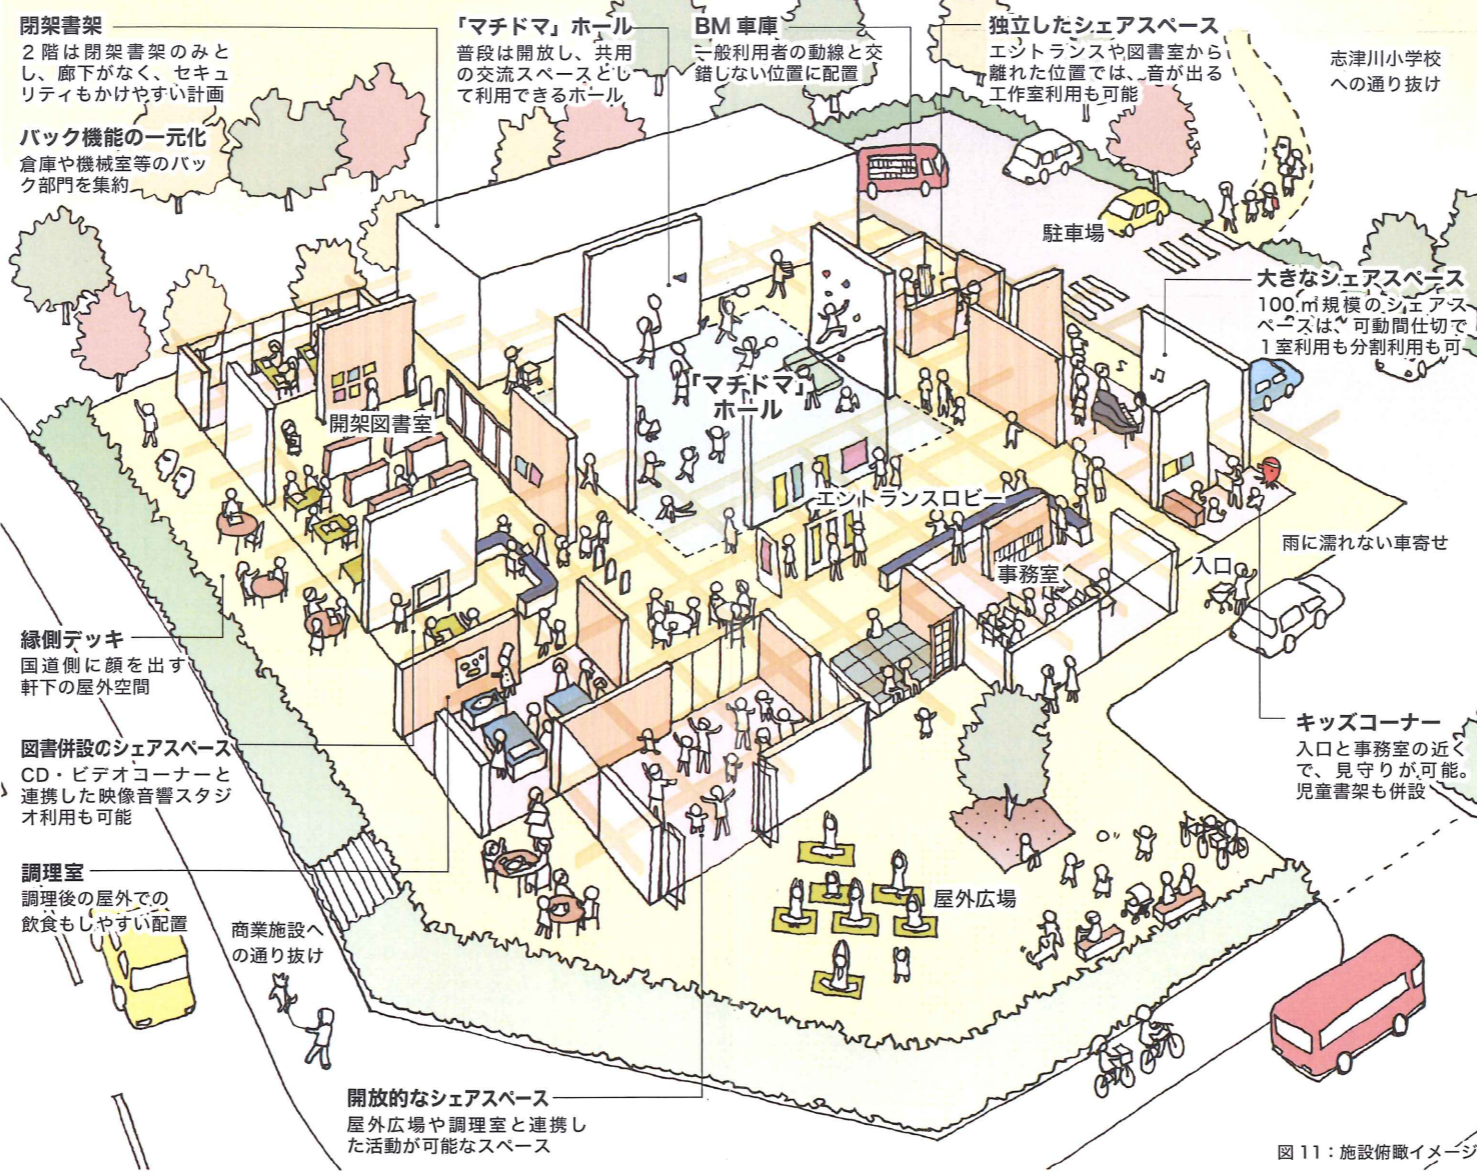 閉架書架
２階は閉架書架のみと
し、廊下がなく、セキュ
リティもかけやすい計画
バック機能の一元化
倉庫や機械室等のバッ
ク部門を集約
「マチドマ」ホール
普段は開放し、共用
の交流スペースとし
て利用できるホール
BM 車庫
一般利用者の動線と交
錯しない位置に配置
独立したシェアスペース
エントランスや図書室から
離れた位置では、音が出る
工作室利用も可能
志津川小学校
への通り抜け
駐車場
大きなシェアスペース
100㎡規模のシェアス
ペースは、可動間仕切で
１室利用も分割利用も可
「マチドマ」
ホール
開架図書室
エントランスロビー
事務室
入口
雨に濡れない車寄せ
縁側デッキ
国道側に顔を出す
軒下の屋外空間
図書併設のシェアスペース
CD・ビデオコーナーと
連携した映像音響スタジ
オ利用も可能
キッズコーナー
入口と事務室の近く
で、見守りが可能。
児童書架も併設
調理室
調理後の屋外での
飲食もしやすい配置
商業施設へ
の通り抜け
屋外広場
開放的なシェアスペース
屋外広場や調理室と連携し
た活動が可能なスペース
図 11：施設俯瞰イメージ